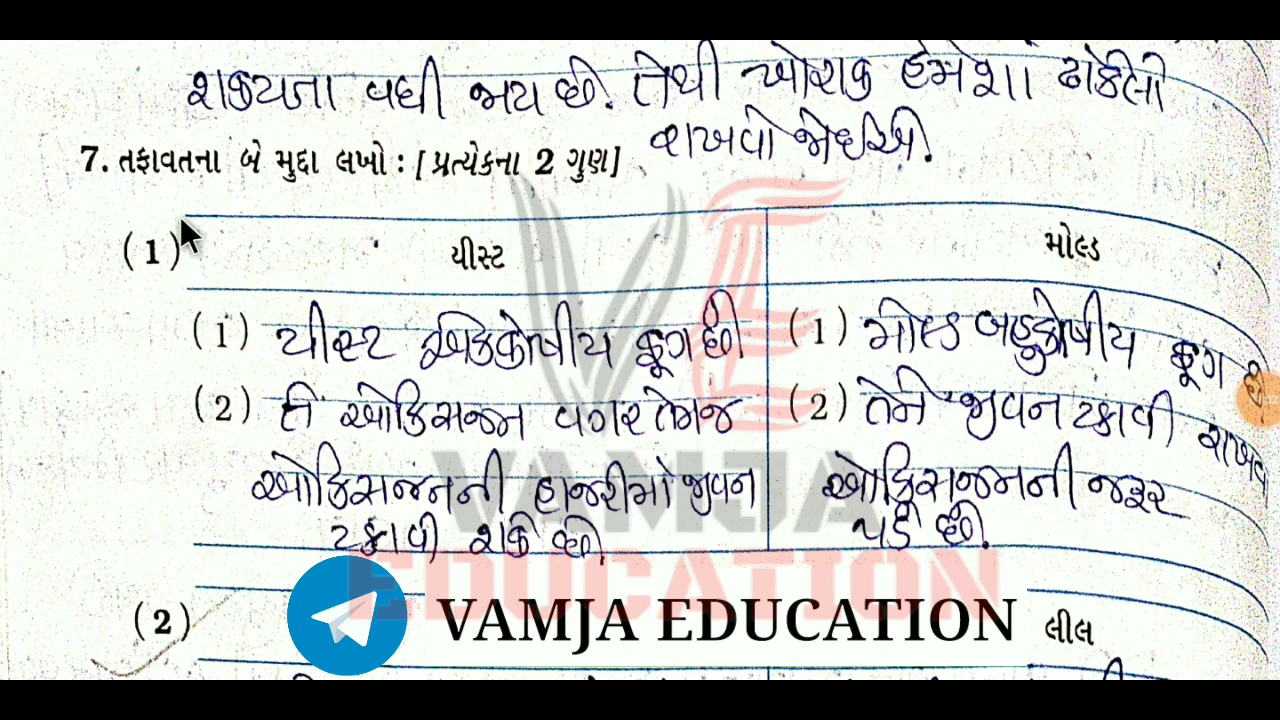 શક્યતા વધી જાય છે. તેથી ખોરાક હંમેશા ઢાંકેલો
રાખવો જોઈએ.
7. તફાવતના બે મુદ્દા લખો : [ પ્રત્યેકના 2 ગુણ]
(1) યીસ્ટ મોલ્ડ
(1) યીસ્ટ એકકોષીય ફૂગ છે
(1) મોલ્ડ બહુકોષીય ફૂગ છે
(2) તે ઓક્સિજન વગર તેમજ
ઓક્સિજનની હાજરીમાં જીવન
ટકાવી શકે છે.
(2) તેને જીવન ટકાવી રાખવા
ઓક્સિજનની જરૂર
પડે છે.
VAMJA
EDUCATION
(2) VAMJA EDUCATION લીલ